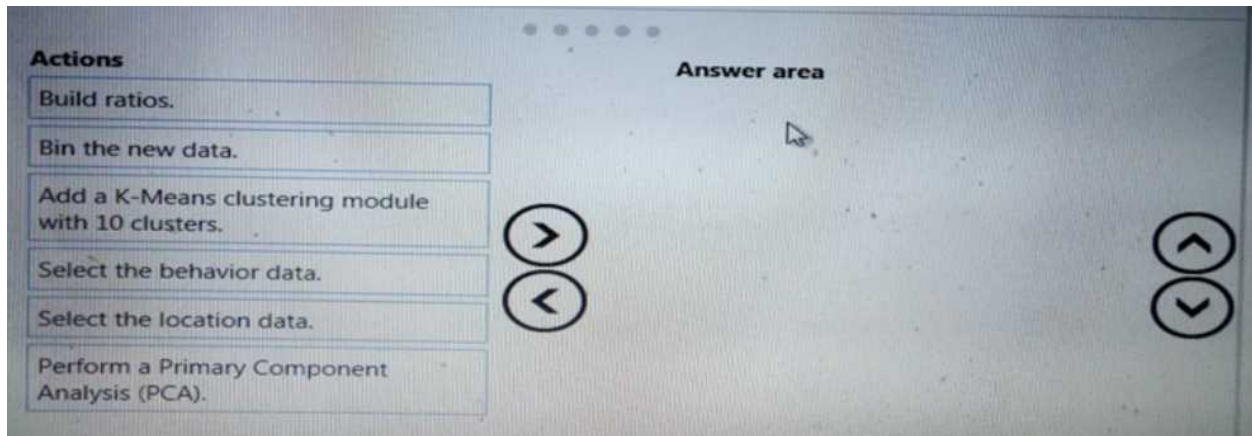 Actions
Answer area
Build ratios.
Bin the new data.
Add a K-Means clustering module
with 10 clusters.
Select the behavior data.
Select the location data.
Perform a Primary Component
Analysis (PCA).